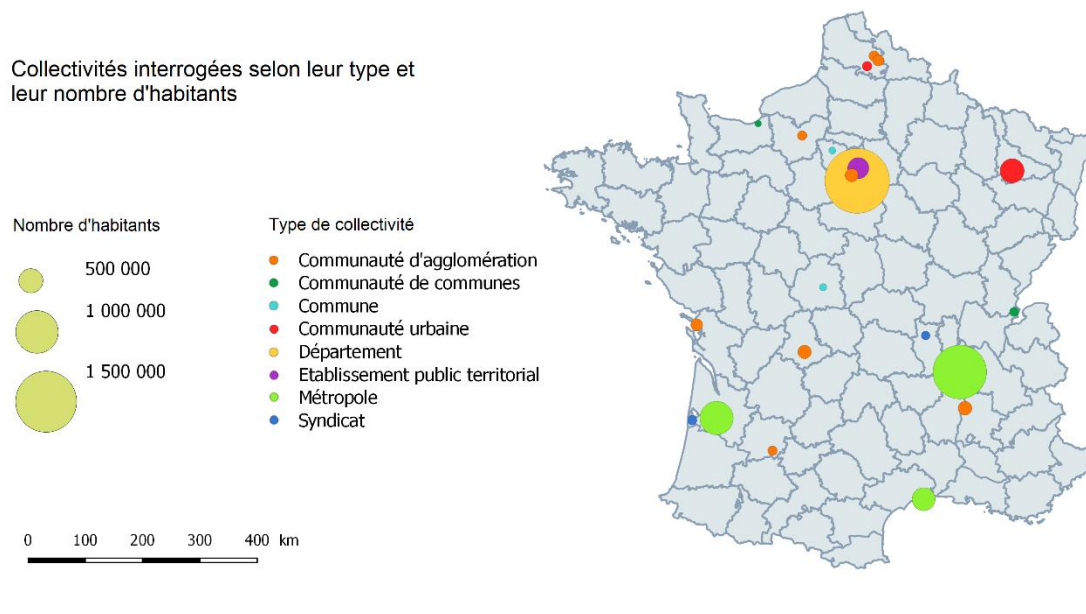 Collectivités interrogées selon leur type et
leur nombre d'habitants
Nombre d'habitants
500 000
1 000 000
1 500 000
Type de collectivité
Communauté d'agglomération
Communauté de communes
Commune
Communauté urbaine
Département
Etablissement public territorial
Métropole
Syndicat
0 100 200 300 400 km